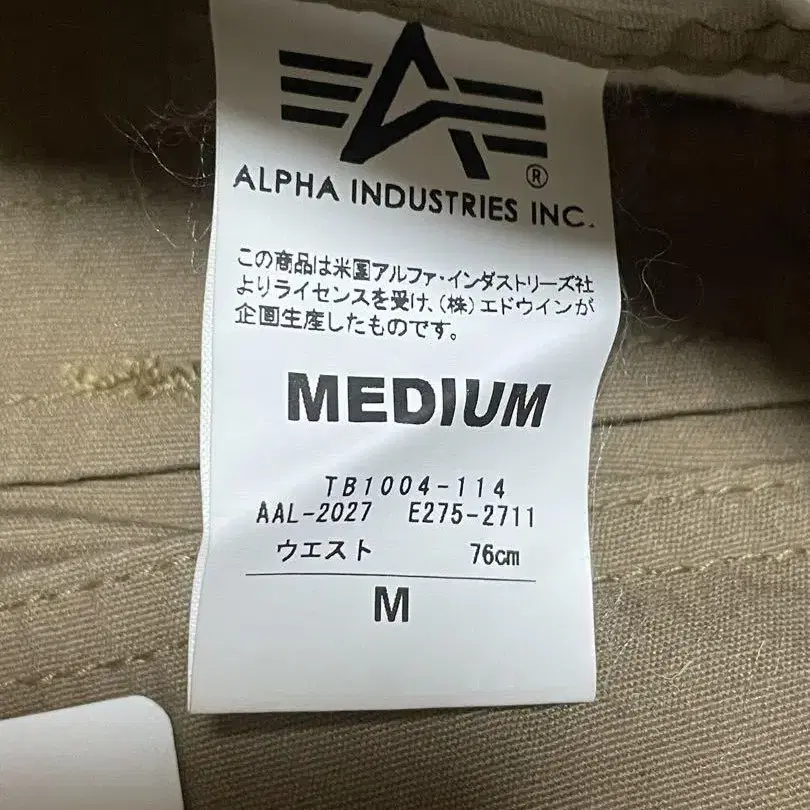 ®
ALPHA INDUSTRIES INC.
この商品は米国アルファ・インダストリーズ社
よりライセンスを受け、(株)エドウインが
企画生産したものです。
MEDIUM
TB1004-114
AAL-2027 E275-2711
ウエスト 76cm
M